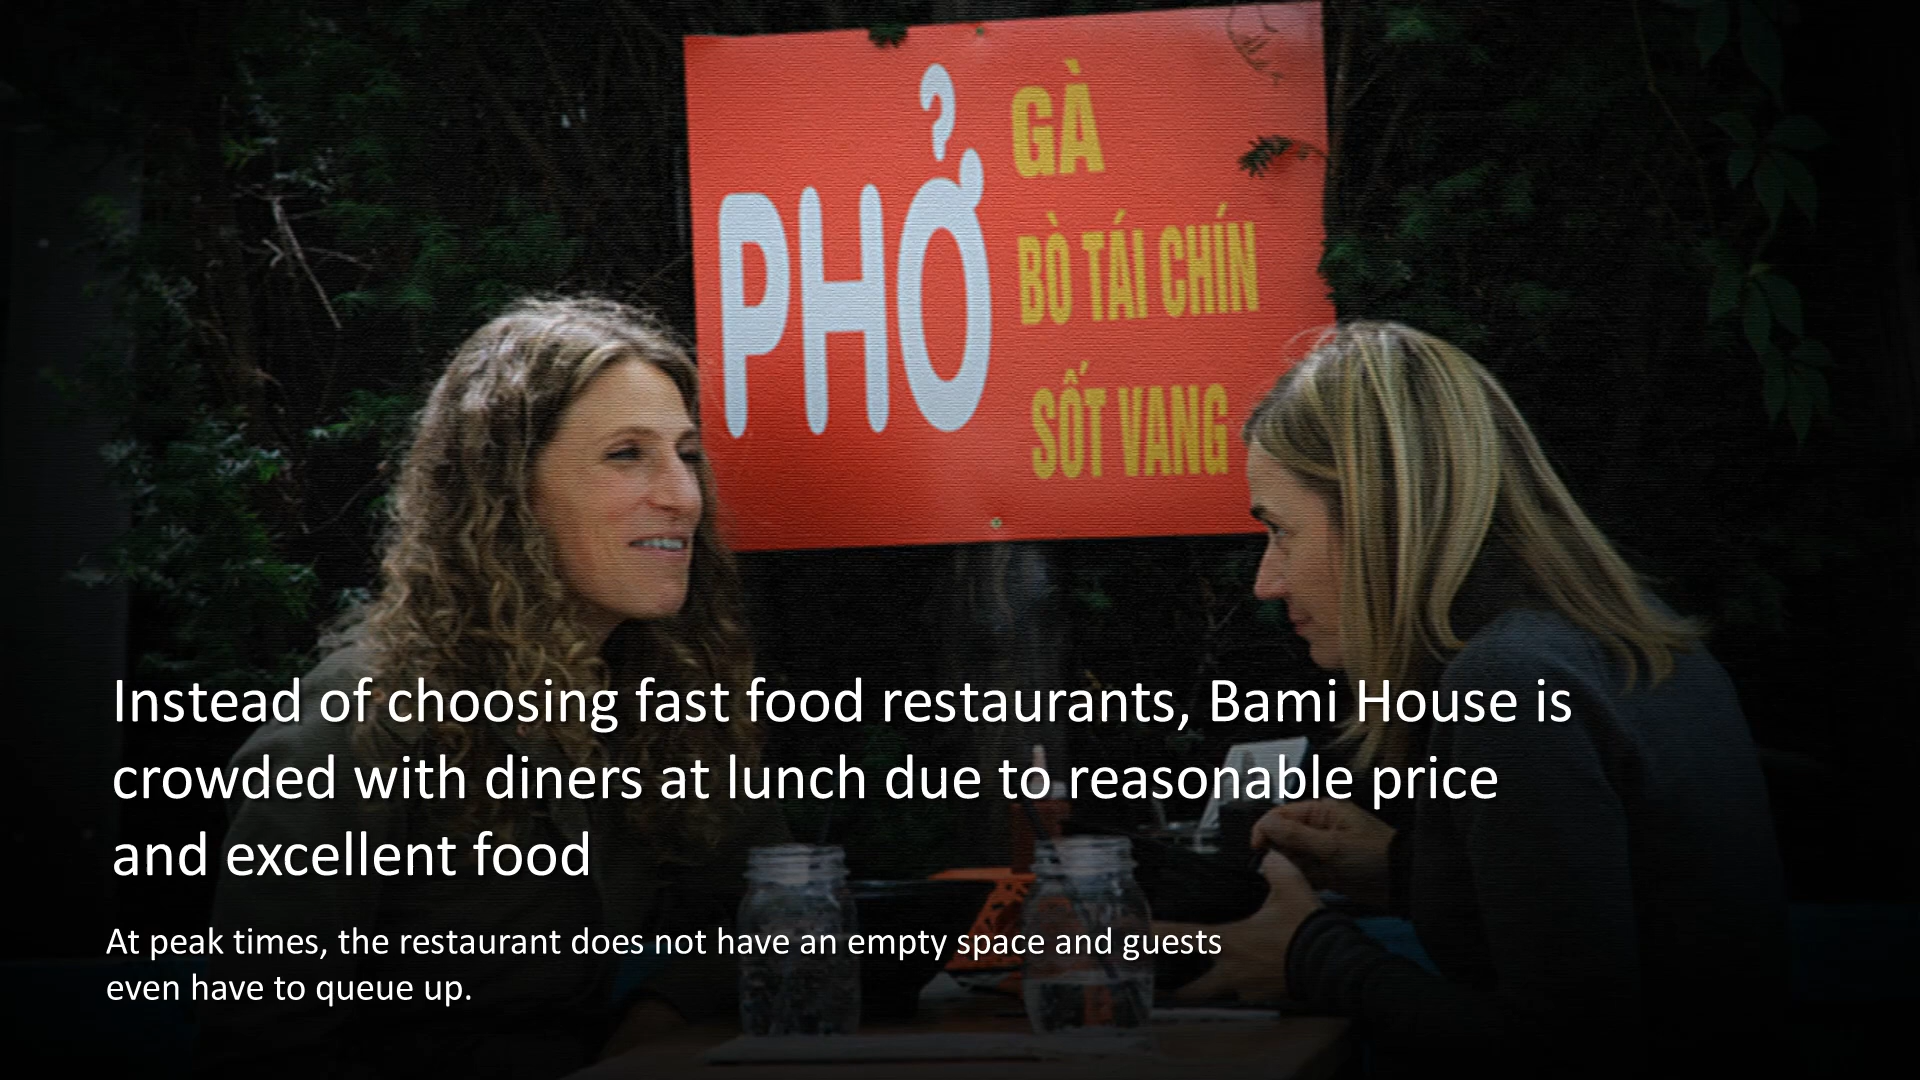 PHỞ
GÀ
BÒ TÁI CHÍN
SỐT VANG
Instead of choosing fast food restaurants, Bami House is
crowded with diners at lunch due to reasonable price
and excellent food
At peak times, the restaurant does not have an empty space and guests
even have to queue up.